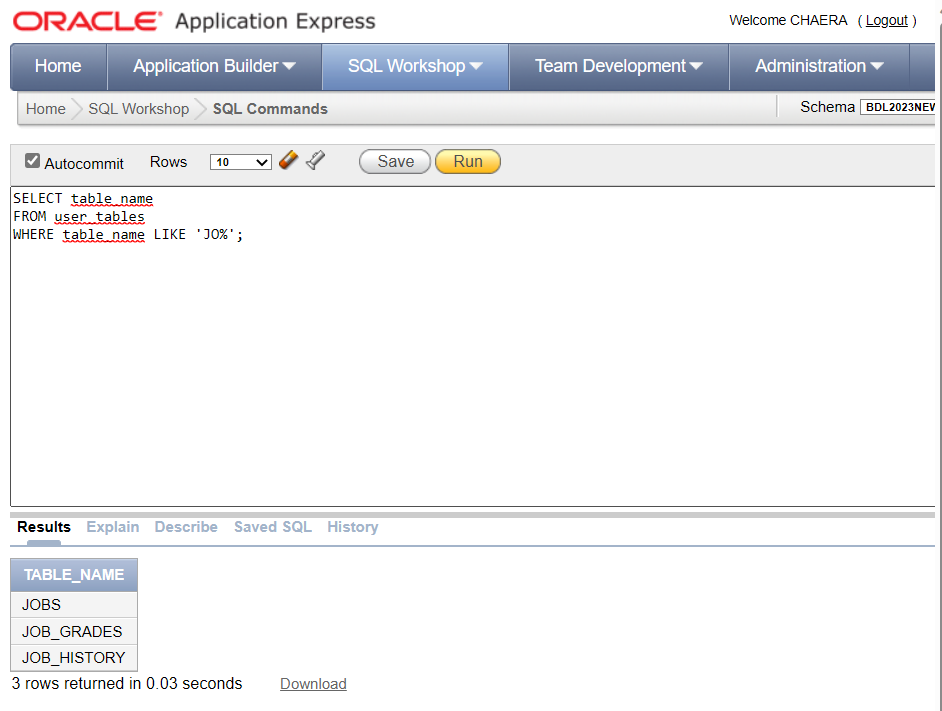 ORACLE® Application Express
Welcome CHAERA ( Logout )
Home Application Builder SQL Workshop Team Development Administration
Home SQL Workshop SQL Commands Schema BDL2023NEW
Autocommit Rows 10 Save Run
SELECT table_name
FROM user_tables
WHERE table_name LIKE 'JO%';
Results Explain Describe Saved SQL History
TABLE_NAME
JOBS
JOB_GRADES
JOB_HISTORY
3 rows returned in 0.03 seconds Download